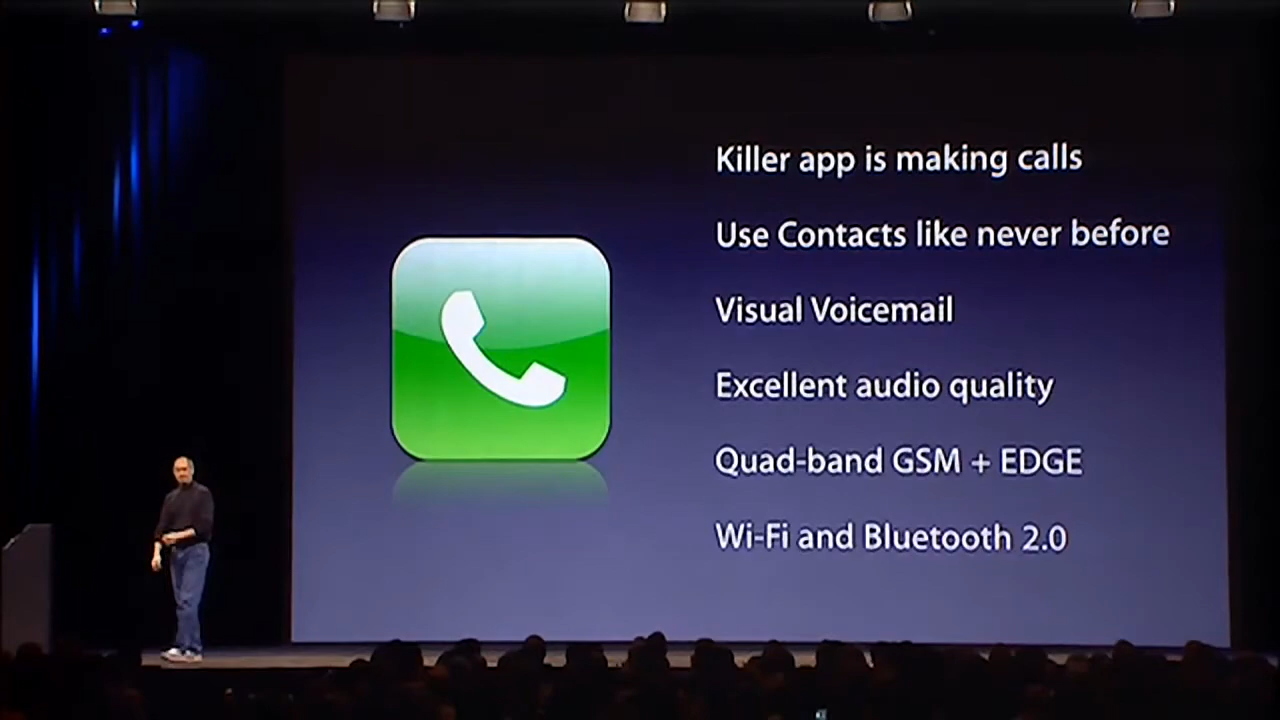 Killer app is making calls
Use Contacts like never before
Visual Voicemail
Excellent audio quality
Quad-band GSM + EDGE
Wi-Fi and Bluetooth 2.0